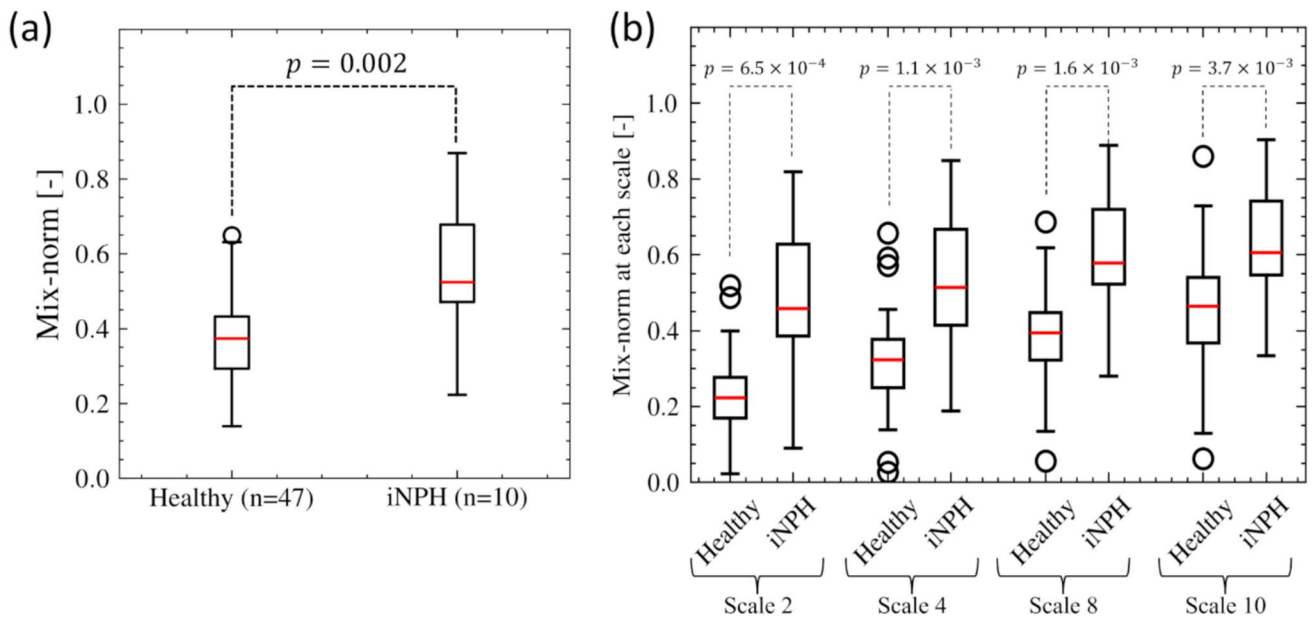 (a)
p = 0.002
Mix-norm [-]
1.0
0.8
0.6
0.4
0.2
0.0
Healthy (n=47) iNPH (n=10)
(b)
p = 6.5 × 10⁻⁴ p = 1.1 × 10⁻³ p = 1.6 × 10⁻³ p = 3.7 × 10⁻³
Mix-norm at each scale [-]
1.0
0.8
0.6
0.4
0.2
0.0
Healthy iNPH Healthy iNPH Healthy iNPH Healthy iNPH
Scale 2 Scale 4 Scale 8 Scale 10